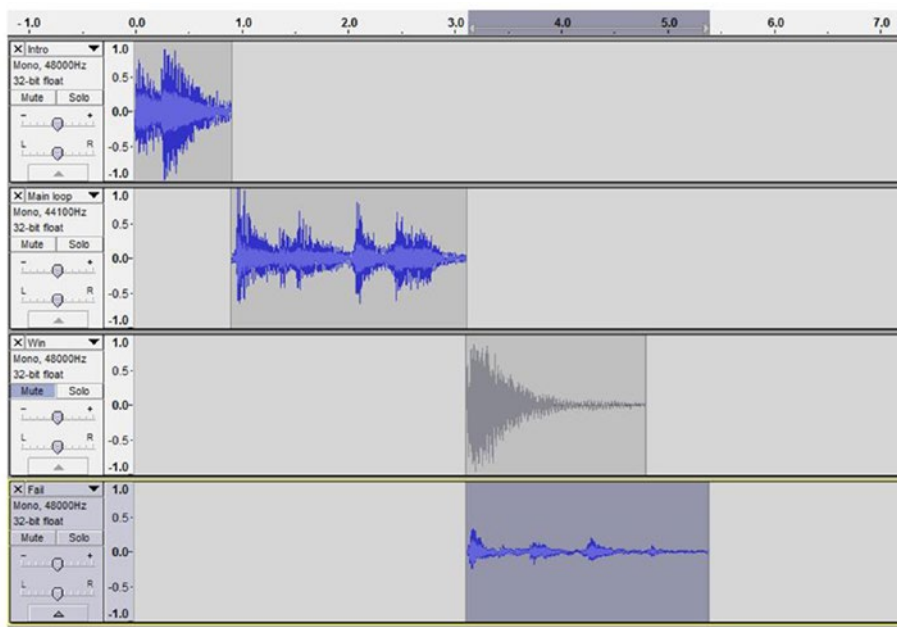 - 1.0 0.0 1.0 2.0 3.0 4.0 5.0 6.0 7.0
X Intro ▼ 1.0
Mono, 48000Hz
32-bit float 0.5-
Mute Solo
- + 0.0-
L R -0.5-
-1.0
X Main loop ▼ 1.0
Mono, 44100Hz
32-bit float 0.5-
Mute Solo
- + 0.0-
L R -0.5-
-1.0
X Win ▼ 1.0
Mono, 48000Hz
32-bit float 0.5-
Mute Solo
- + 0.0-
L R -0.5-
-1.0
X Fail ▼ 1.0
Mono, 48000Hz
32-bit float 0.5-
Mute Solo
- + 0.0-
L R -0.5-
-1.0